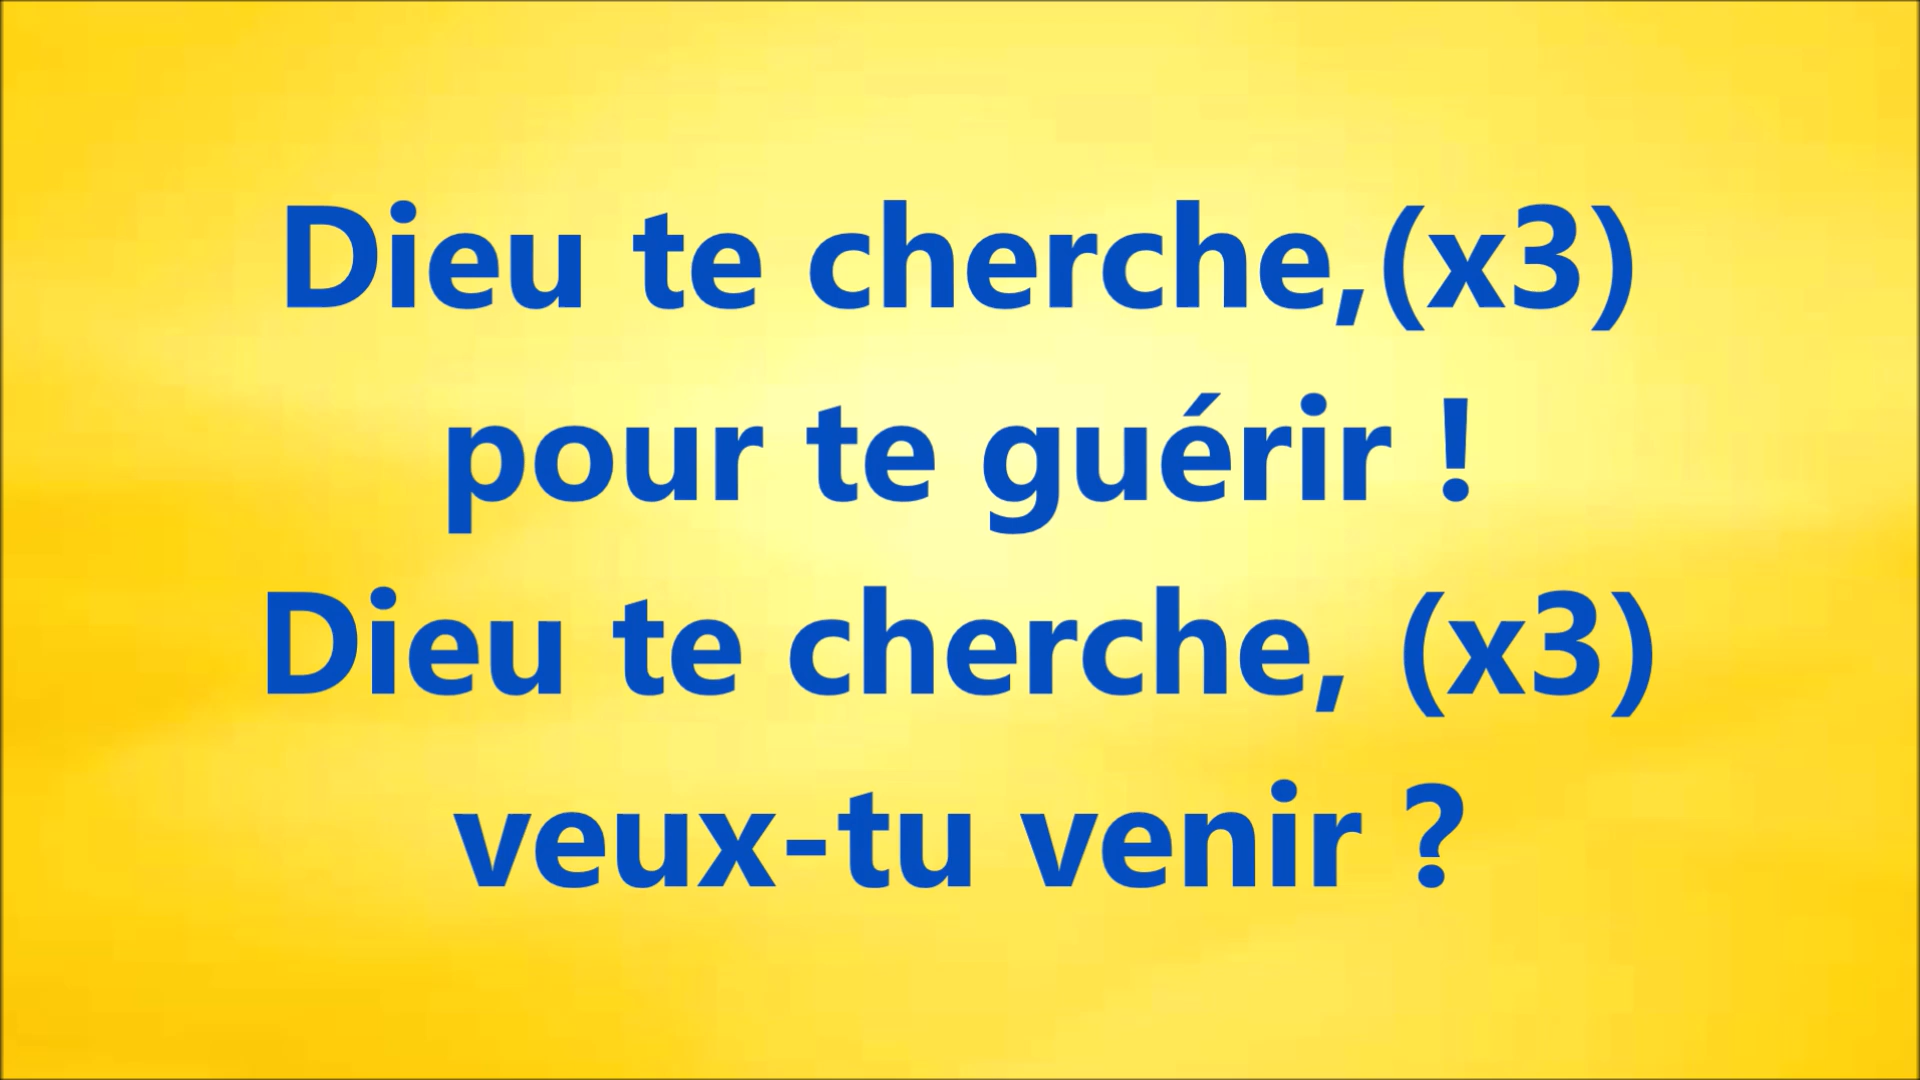 Dieu te cherche,(x3)
pour te guérir !
Dieu te cherche, (x3)
veux-tu venir ?